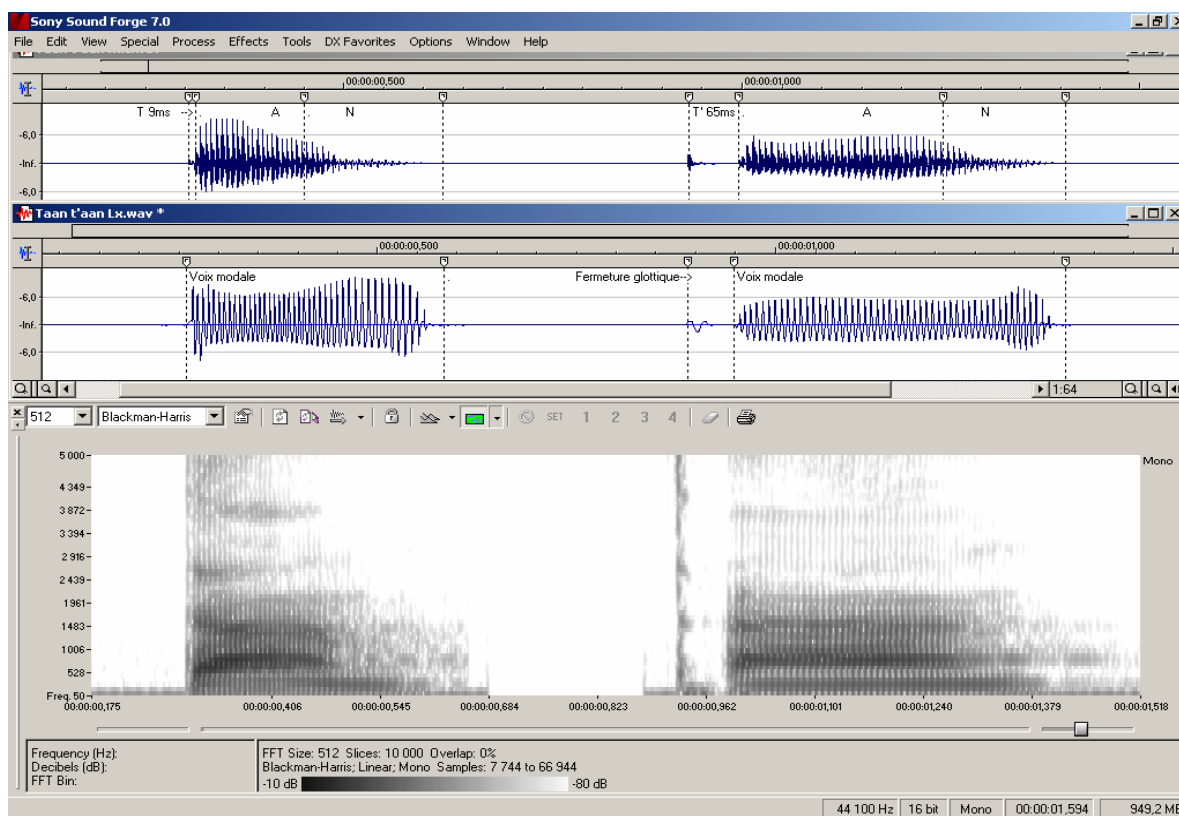 Sony Sound Forge 7.0
File Edit View Special Process Effects Tools DX Favorites Options Window Help
00:00:00,500 00:00:01,000
T 9ms --> . A . N T' 65ms . A . N
-6,0
-Inf.
-6,0
Taan t'aan Lx.wav *
00:00:00,500 00:00:01,000
Voix modale . Fermeture glottique--> Voix modale
-6,0
-Inf.
-6,0
1:64
512 Blackman-Harris SET 1 2 3 4
Mono
5 000
4 349
3 872
3 394
2 916
2 439
1 961
1 483
1 006
528
Freq. 50
00:00:00,175 00:00:00,406 00:00:00,545 00:00:00,684 00:00:00,823 00:00:00,962 00:00:01,101 00:00:01,240 00:00:01,379 00:00:01,518
Frequency (Hz):
Decibels (dB):
FFT Bin:
FFT Size: 512 Slices: 10 000 Overlap: 0%
Blackman-Harris; Linear; Mono Samples: 7 744 to 66 944
-10 dB -80 dB
44 100 Hz 16 bit Mono 00:00:01,594 949,2 MB